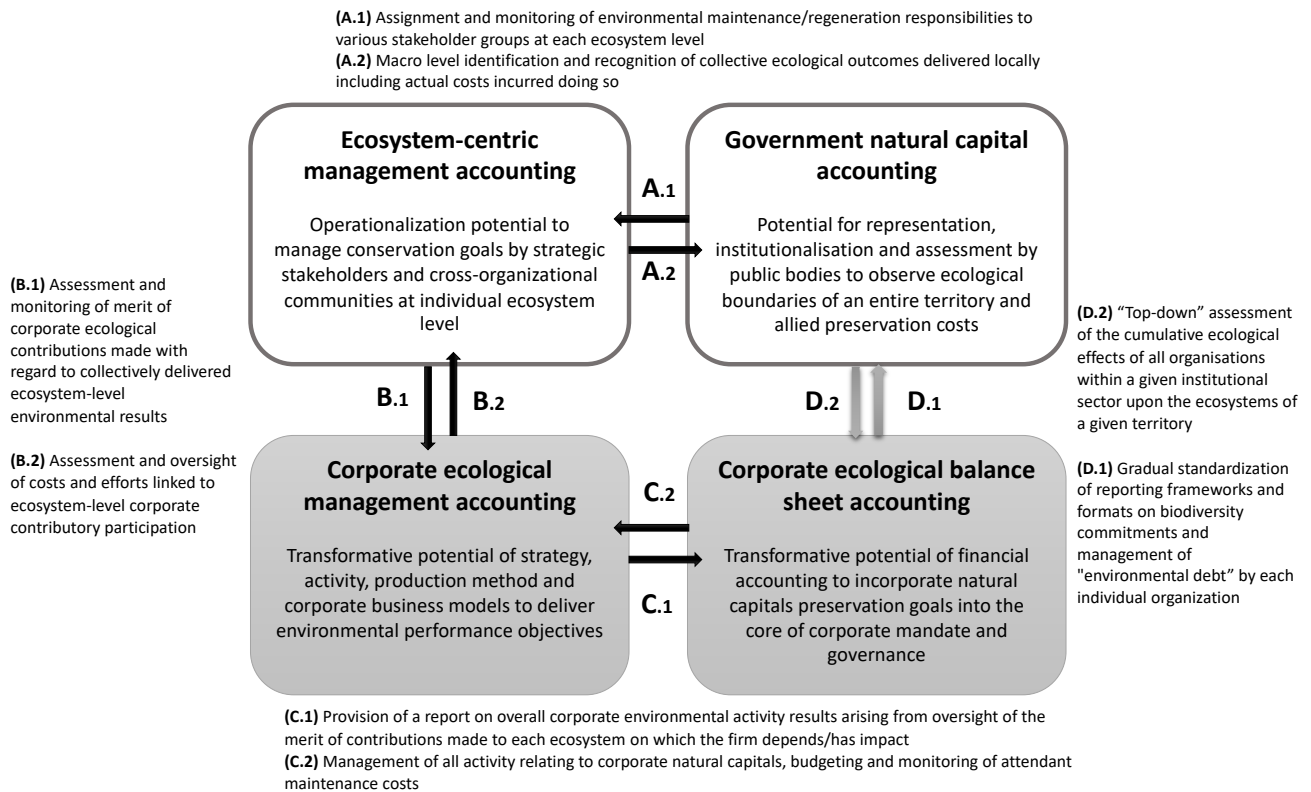 (A.1) Assignment and monitoring of environmental maintenance/regeneration responsibilities to
various stakeholder groups at each ecosystem level
(A.2) Macro level identification and recognition of collective ecological outcomes delivered locally
including actual costs incurred doing so
Ecosystem-centric
management accounting
Operationalization potential to
manage conservation goals by strategic
stakeholders and cross-organizational
communities at individual ecosystem
level
A.1
A.2
Government natural capital
accounting
Potential for representation,
institutionalisation and assessment by
public bodies to observe ecological
boundaries of an entire territory and
allied preservation costs
(B.1) Assessment and
monitoring of merit of
corporate ecological
contributions made with
regard to collectively delivered
ecosystem-level
environmental results
(B.2) Assessment and oversight
of costs and efforts linked to
ecosystem-level corporate
contributory participation
B.1
B.2
D.2
D.1
(D.2) “Top-down” assessment
of the cumulative ecological
effects of all organisations
within a given institutional
sector upon the ecosystems of
a given territory
(D.1) Gradual standardization
of reporting frameworks and
formats on biodiversity
commitments and
management of
"environmental debt” by each
individual organization
Corporate ecological
management accounting
Transformative potential of strategy,
activity, production method and
corporate business models to deliver
environmental performance objectives
C.2
C.1
Corporate ecological balance
sheet accounting
Transformative potential of financial
accounting to incorporate natural
capitals preservation goals into the
core of corporate mandate and
governance
(C.1) Provision of a report on overall corporate environmental activity results arising from oversight of the
merit of contributions made to each ecosystem on which the firm depends/has impact
(C.2) Management of all activity relating to corporate natural capitals, budgeting and monitoring of attendant
maintenance costs